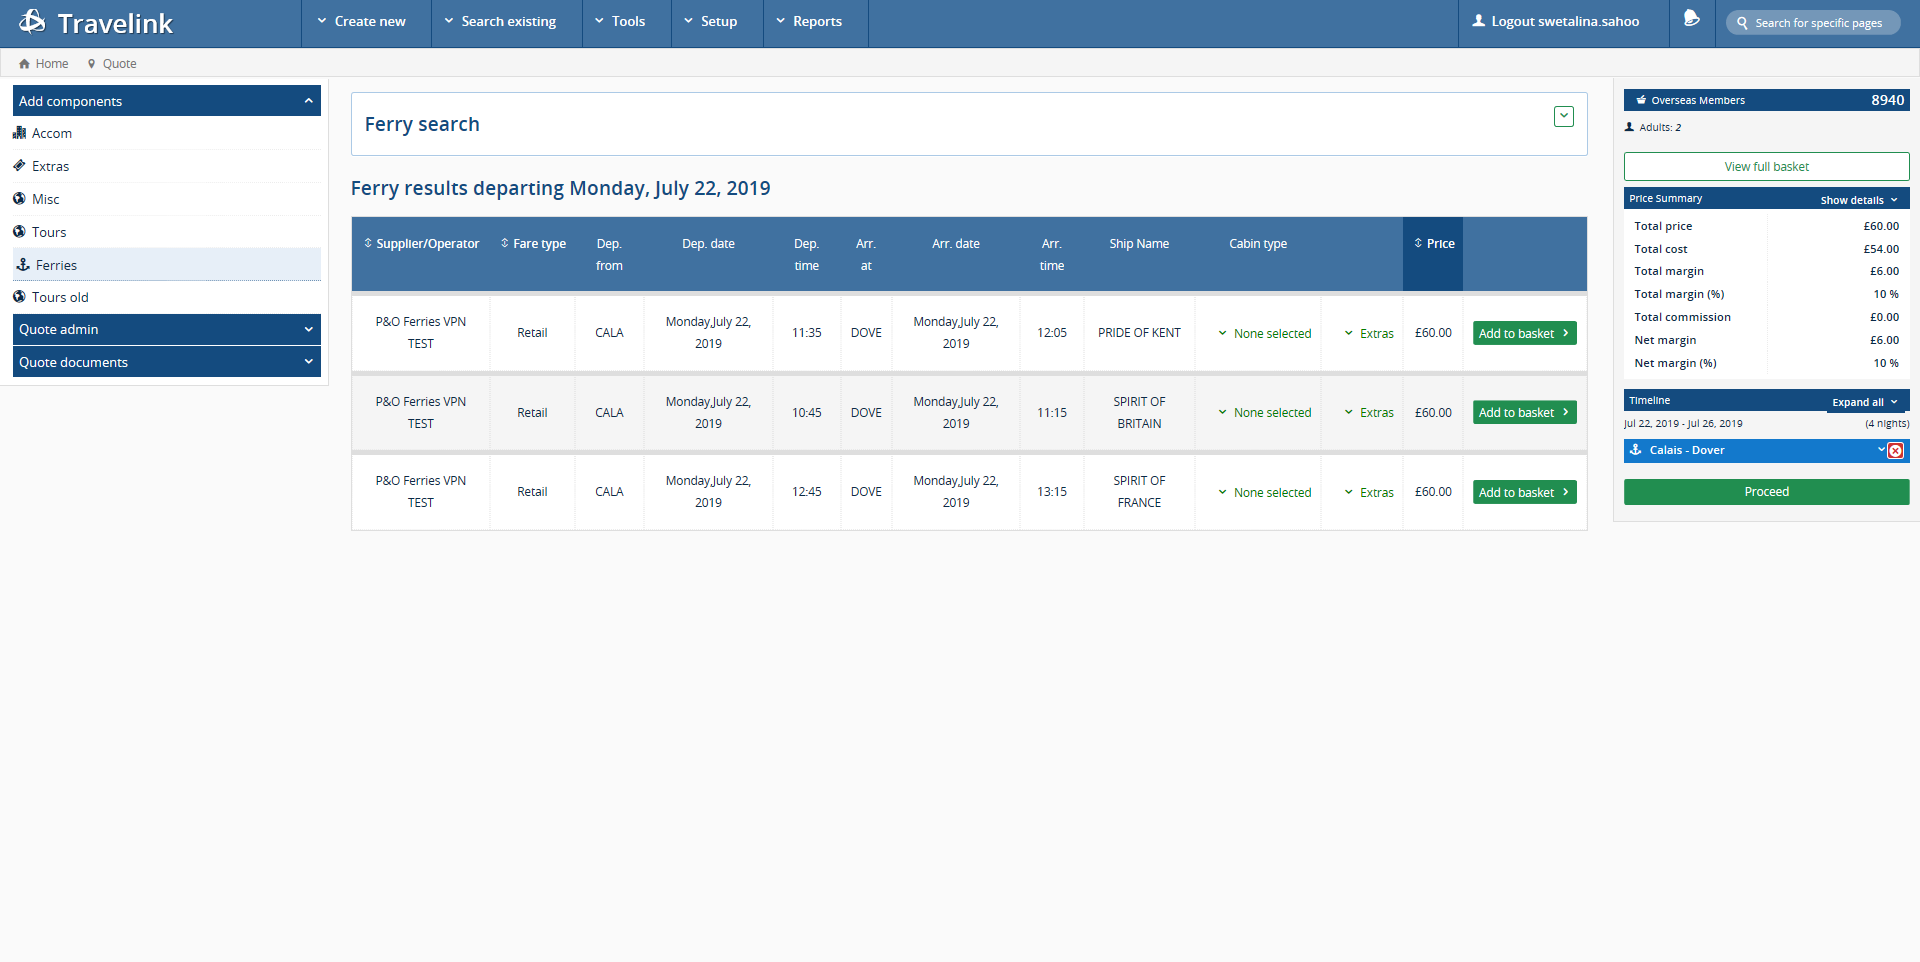 Travelink
Create new
Search existing
Tools
Setup
Reports
Logout swetalina.sahoo
Search for specific pages
Home
Quote
Add components
Accom
Extras
Misc
Tours
Ferries
Tours old
Quote admin
Quote documents
Ferry search
Ferry results departing Monday, July 22, 2019
Supplier/Operator Fare type Dep. from Dep. date Dep. time Arr. at Arr. date Arr. time Ship Name Cabin type Price
P&O Ferries VPN TEST Retail CALA Monday,July 22, 2019 11:35 DOVE Monday,July 22, 2019 12:05 PRIDE OF KENT None selected Extras £60.00 Add to basket
P&O Ferries VPN TEST Retail CALA Monday,July 22, 2019 10:45 DOVE Monday,July 22, 2019 11:15 SPIRIT OF BRITAIN None selected Extras £60.00 Add to basket
P&O Ferries VPN TEST Retail CALA Monday,July 22, 2019 12:45 DOVE Monday,July 22, 2019 13:15 SPIRIT OF FRANCE None selected Extras £60.00 Add to basket
Overseas Members 8940
Adults: 2
View full basket
Price Summary Show details
Total price £60.00
Total cost £54.00
Total margin £6.00
Total margin (%) 10 %
Total commission £0.00
Net margin £6.00
Net margin (%) 10 %
Timeline Expand all
Jul 22, 2019 - Jul 26, 2019 (4 nights)
Calais - Dover
Proceed